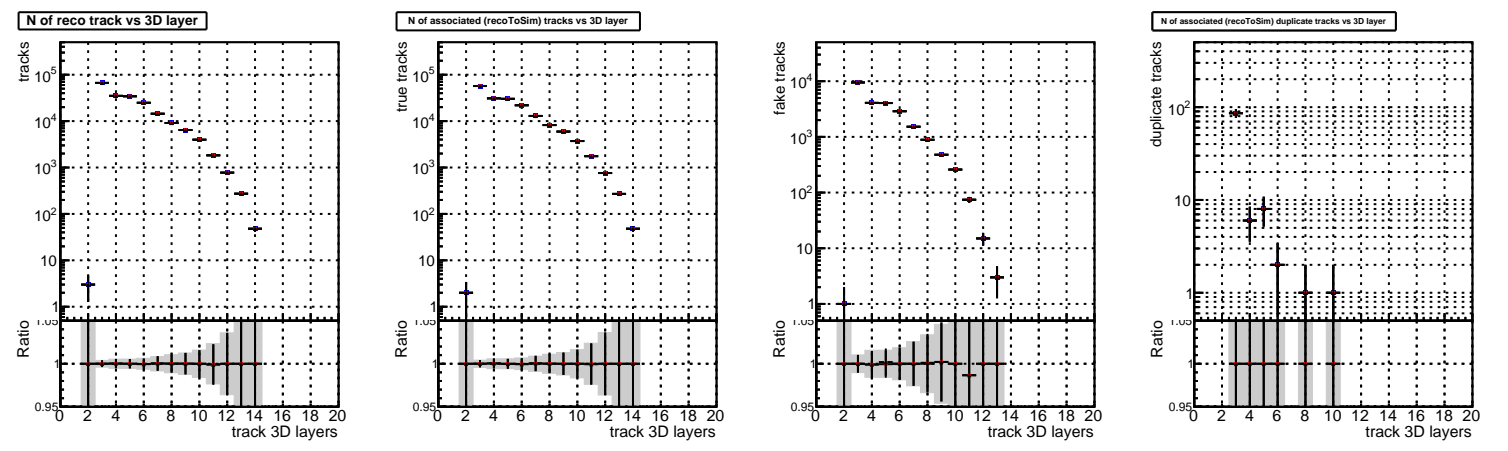 N of reco track vs 3D layer
tracks
10^5
10^4
10^3
10^2
10
1
1.05
Ratio
1
0.95
0 2 4 6 8 10 12 14 16 18 20
track 3D layers
N of associated (recoToSim) tracks vs 3D layer
true tracks
10^5
10^4
10^3
10^2
10
1
1.05
Ratio
1
0.95
0 2 4 6 8 10 12 14 16 18 20
track 3D layers
fake tracks
10^4
10^3
10^2
10
1
1.05
Ratio
1
0.95
0 2 4 6 8 10 12 14 16 18 20
track 3D layers
N of associated (recoToSim) duplicate tracks vs 3D layer
duplicate tracks
10^2
10
1
1.05
Ratio
1
0.95
0 2 4 6 8 10 12 14 16 18 20
track 3D layers